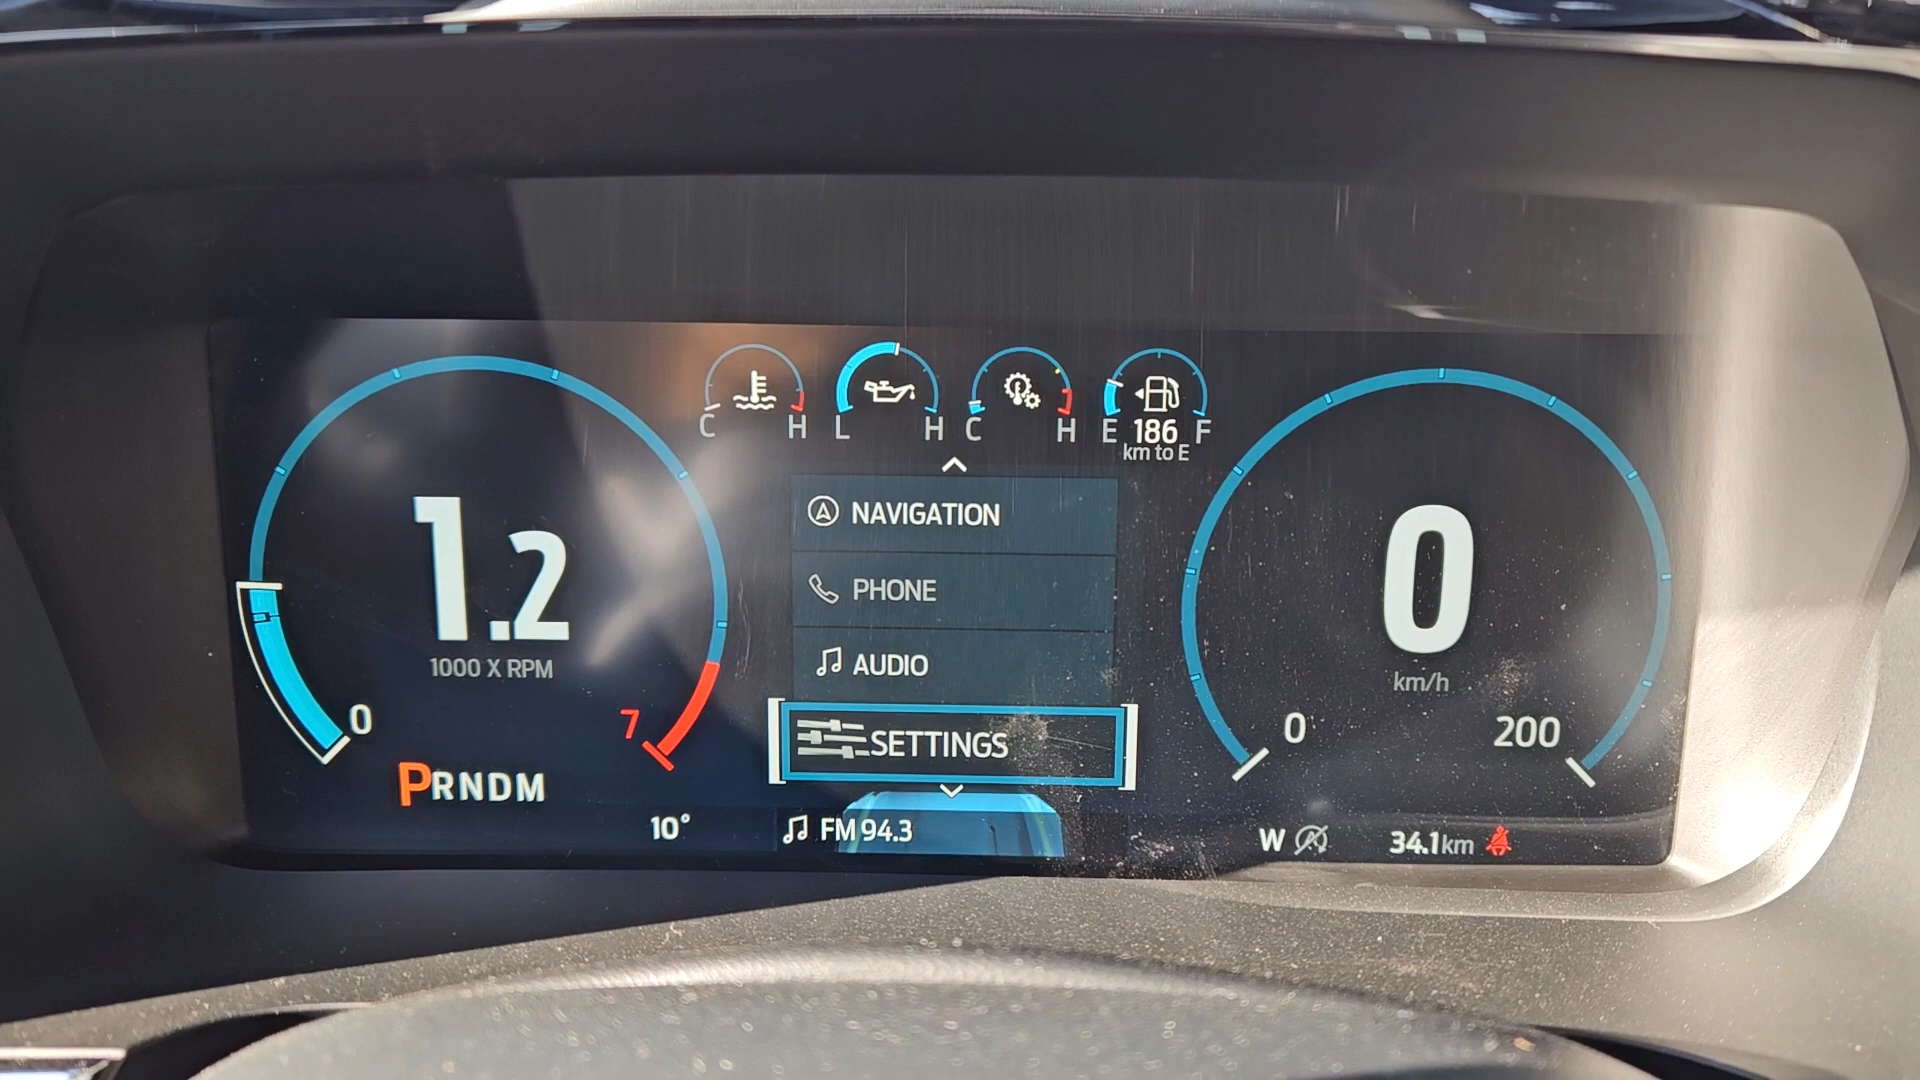 C H L H C H E 186 F
km to E
NAVIGATION
PHONE
AUDIO
SETTINGS
1.2
1000 X RPM
0
7
PRNDM
10°
FM 94.3
0
km/h
0
200
W
34.1km